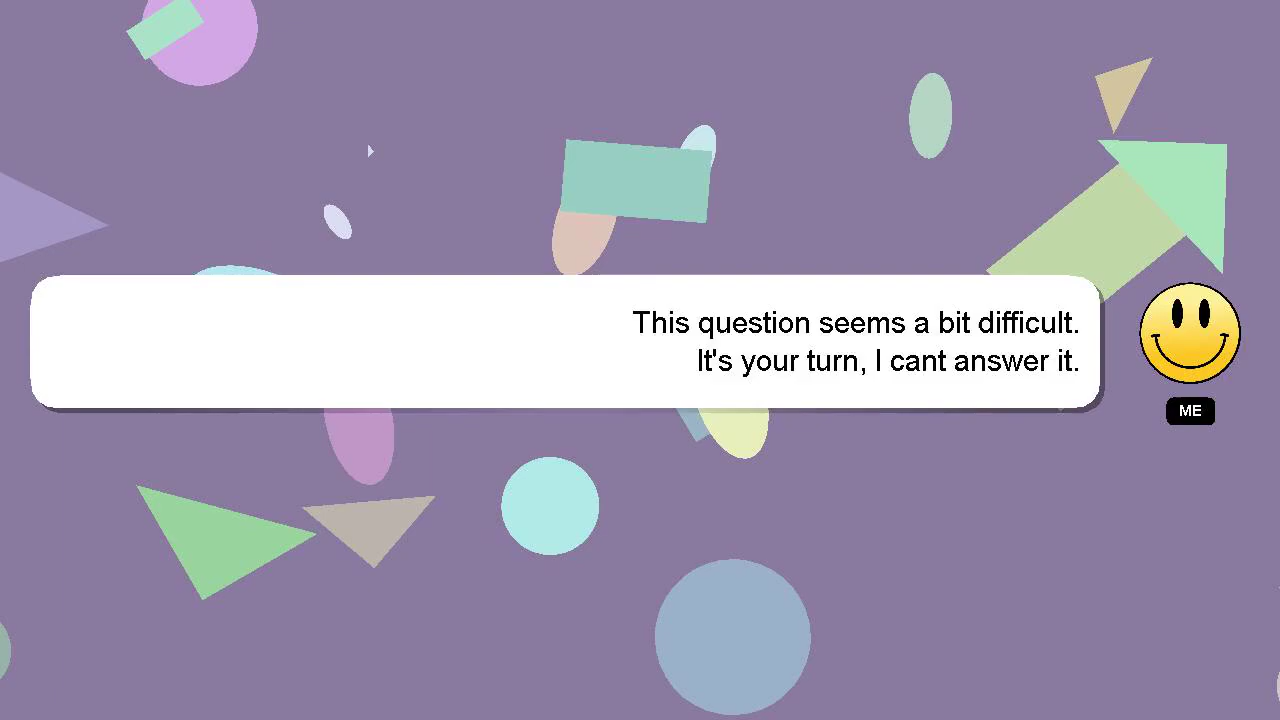 This question seems a bit difficult.
It's your turn, I cant answer it.
ME